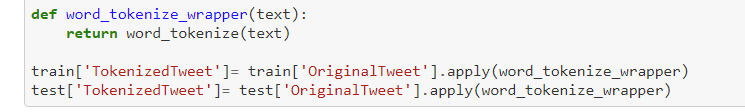 def word_tokenize_wrapper(text):
    return word_tokenize(text)
train['TokenizedTweet']= train['OriginalTweet'].apply(word_tokenize_wrapper)
test['TokenizedTweet']= test['OriginalTweet'].apply(word_tokenize_wrapper)